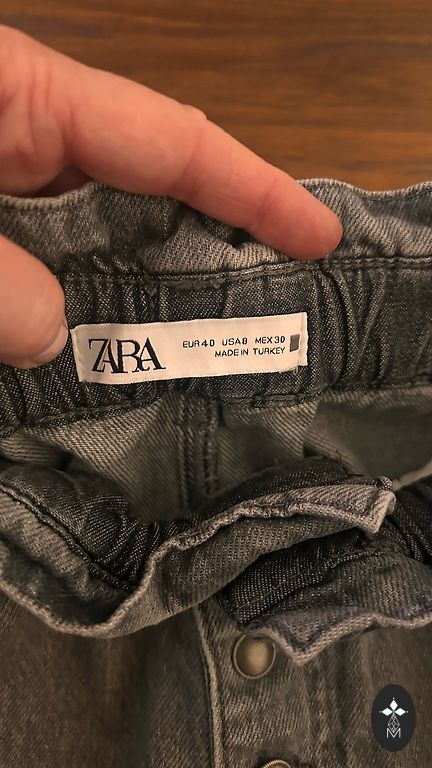 ZARA
EUR 40 USA 8 MEX 30
MADE IN TURKEY
M